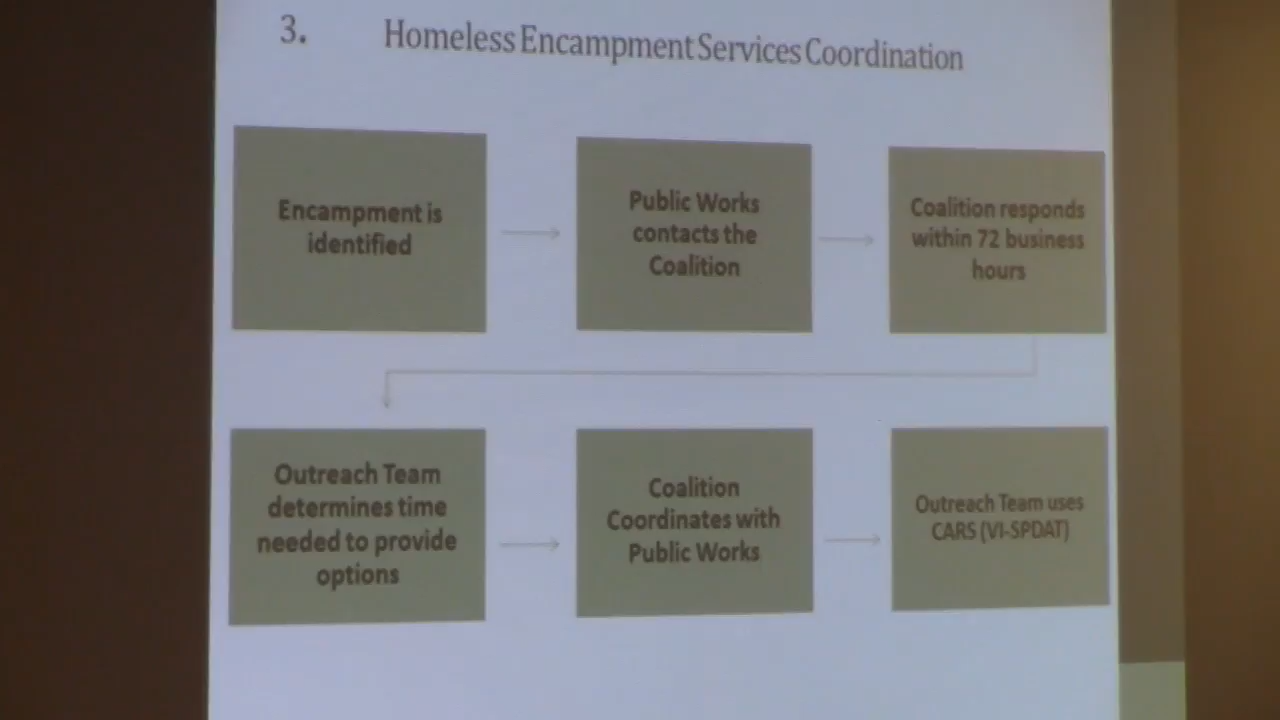 3. Homeless Encampment Services Coordination
Encampment is
identified
Public Works
contacts the
Coalition
Coalition responds
within 72 business
hours
Outreach Team
determines time
needed to provide
options
Coalition
Coordinates with
Public Works
Outreach Team uses
CARS (VI-SPDAT)